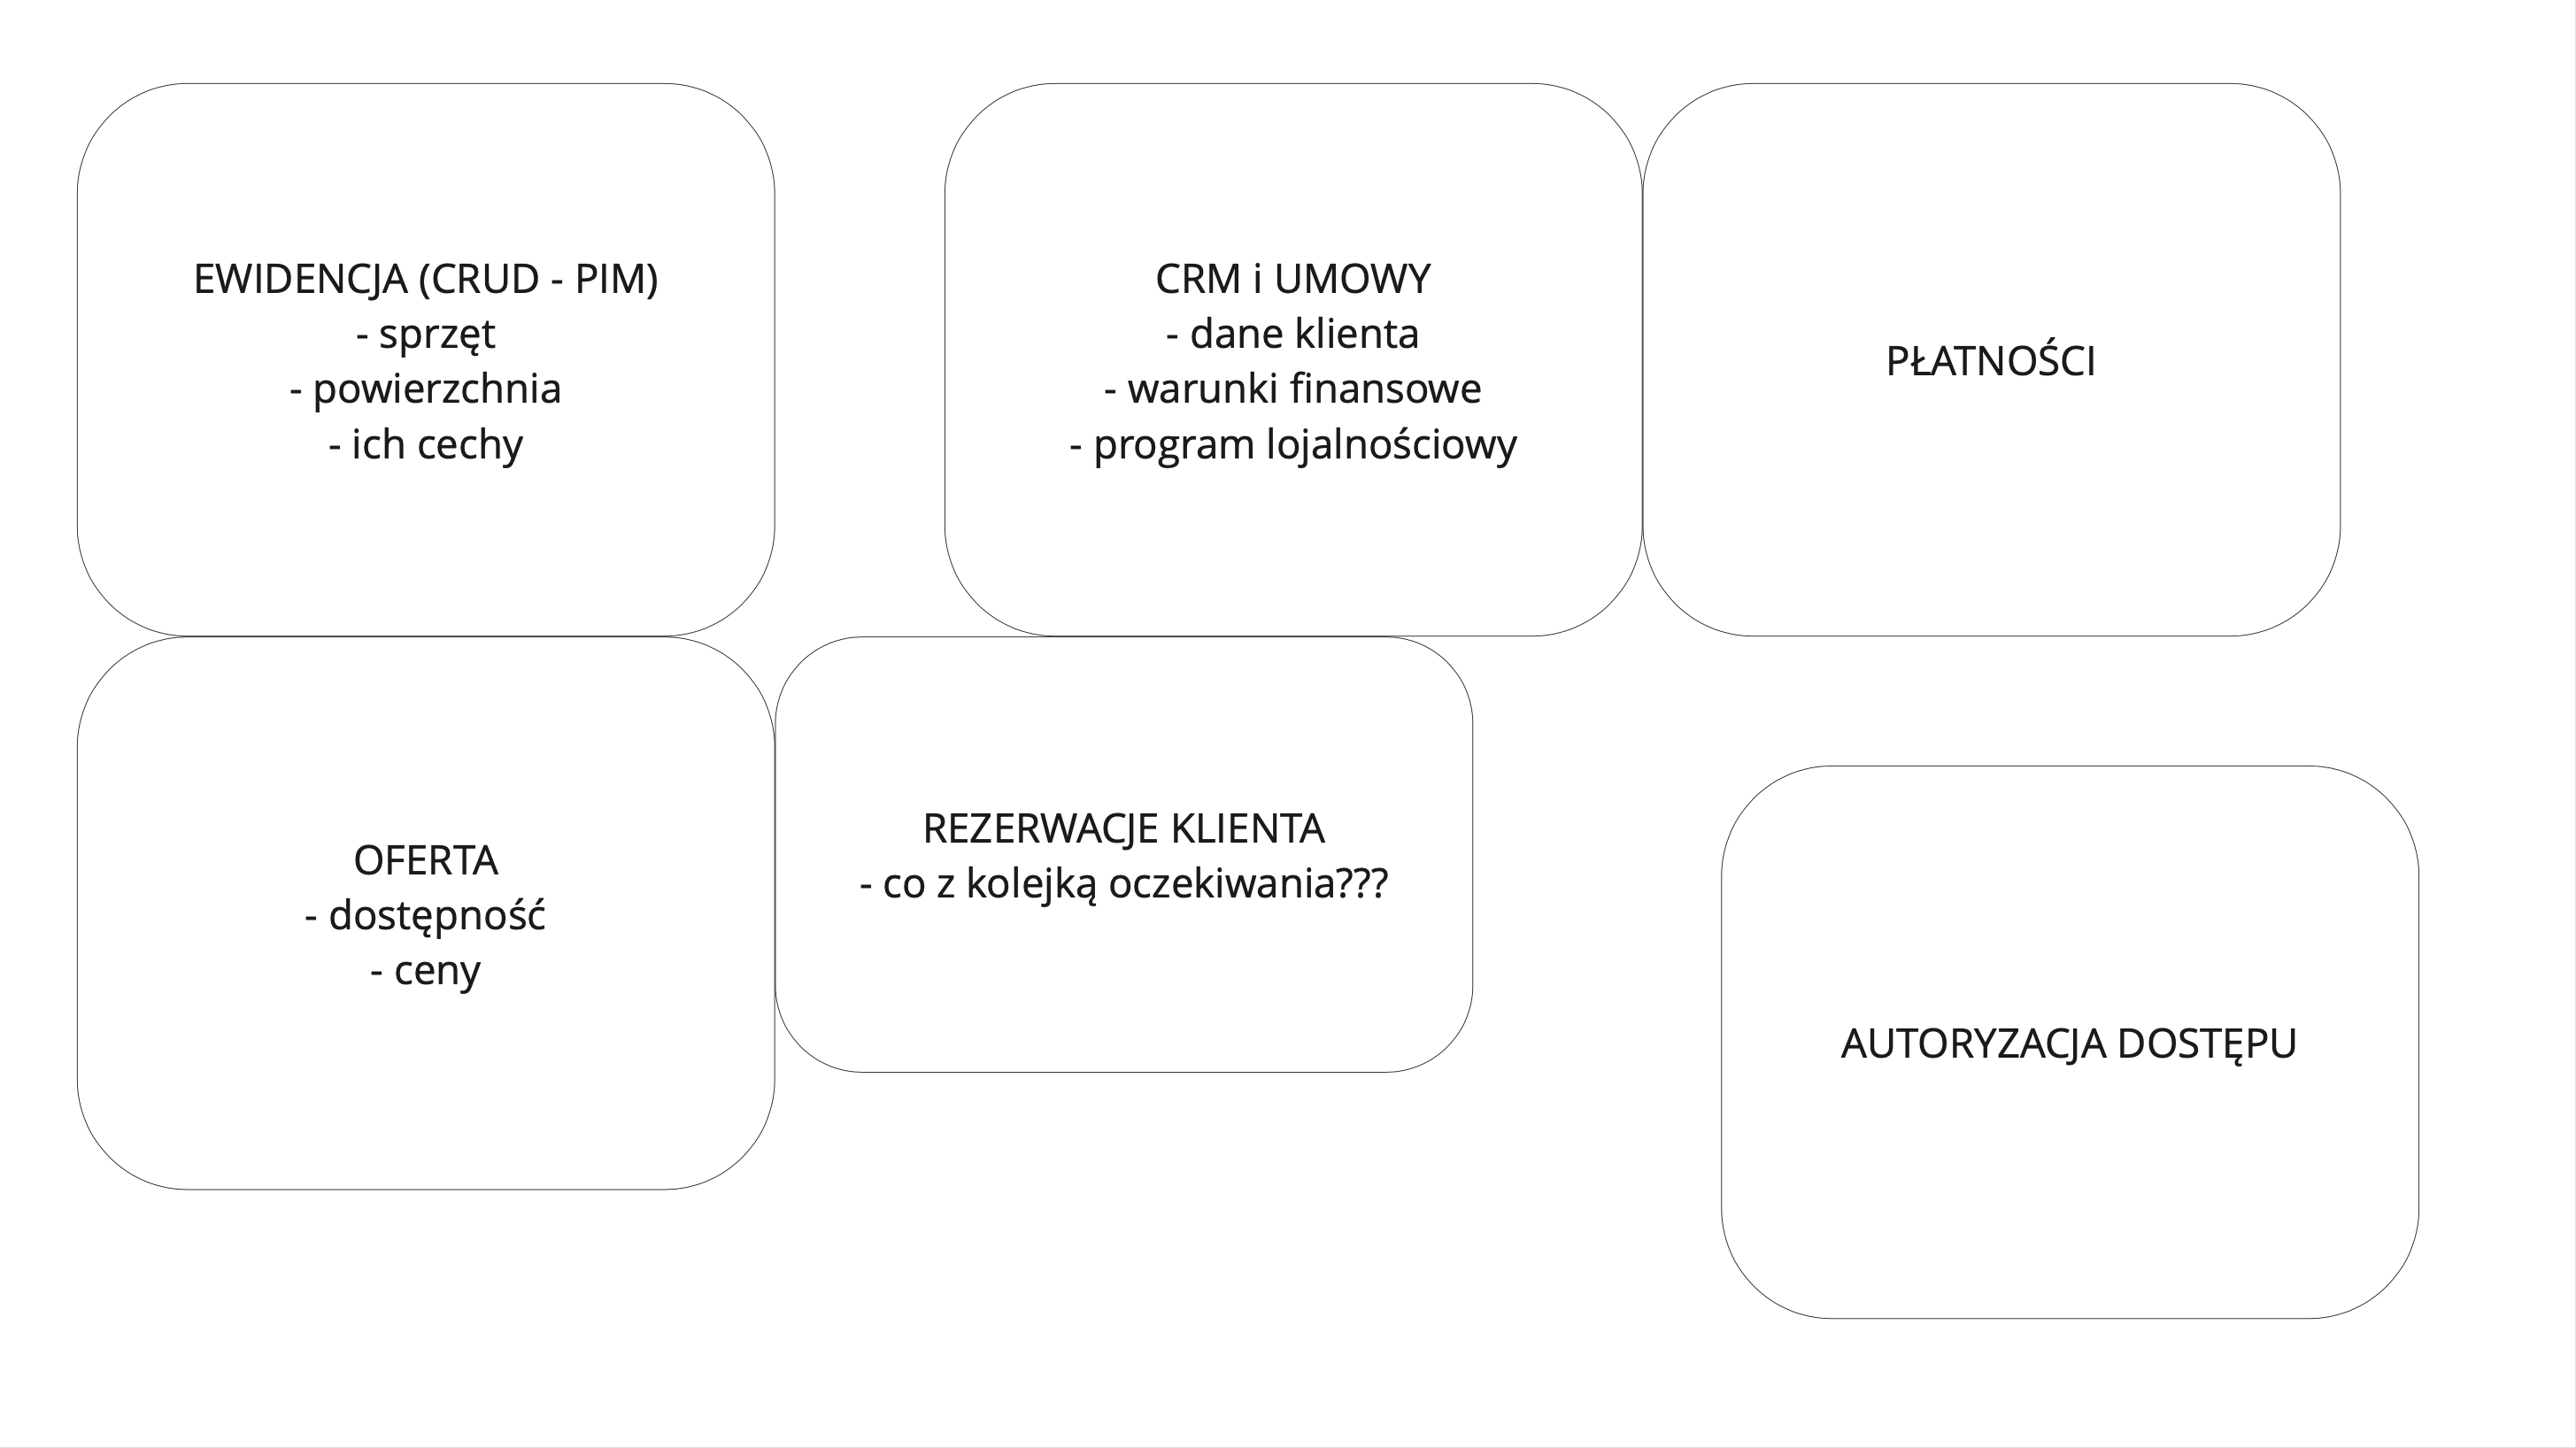 EWIDENCJA (CRUD - PIM)
- sprzęt
- powierzchnia
- ich cechy
CRM i UMOWY
- dane klienta
- warunki finansowe
- program lojalnościowy
PŁATNOŚCI
OFERTA
- dostępność
- ceny
REZERWACJE KLIENTA
- co z kolejką oczekiwania???
AUTORYZACJA DOSTĘPU